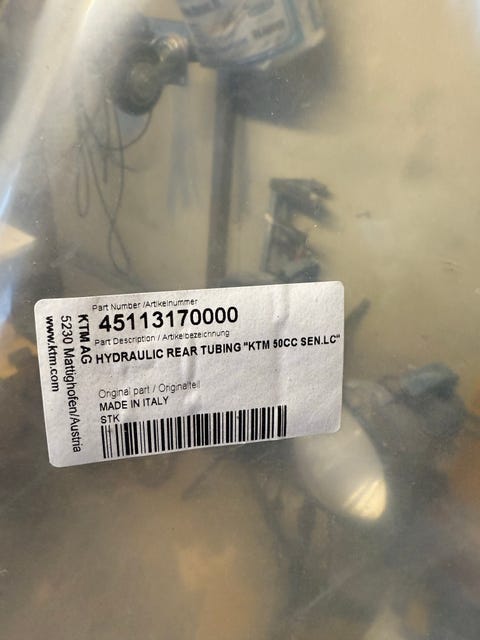 Part Number /Artikelnummer
45113170000
Part Description / Artikelbezeichnung
HYDRAULIC REAR TUBING "KTM 50CC SEN.LC"
Original part / Originalteil
MADE IN ITALY
STK
KTM AG
5230 Mattighofen/Austria
www.ktm.com